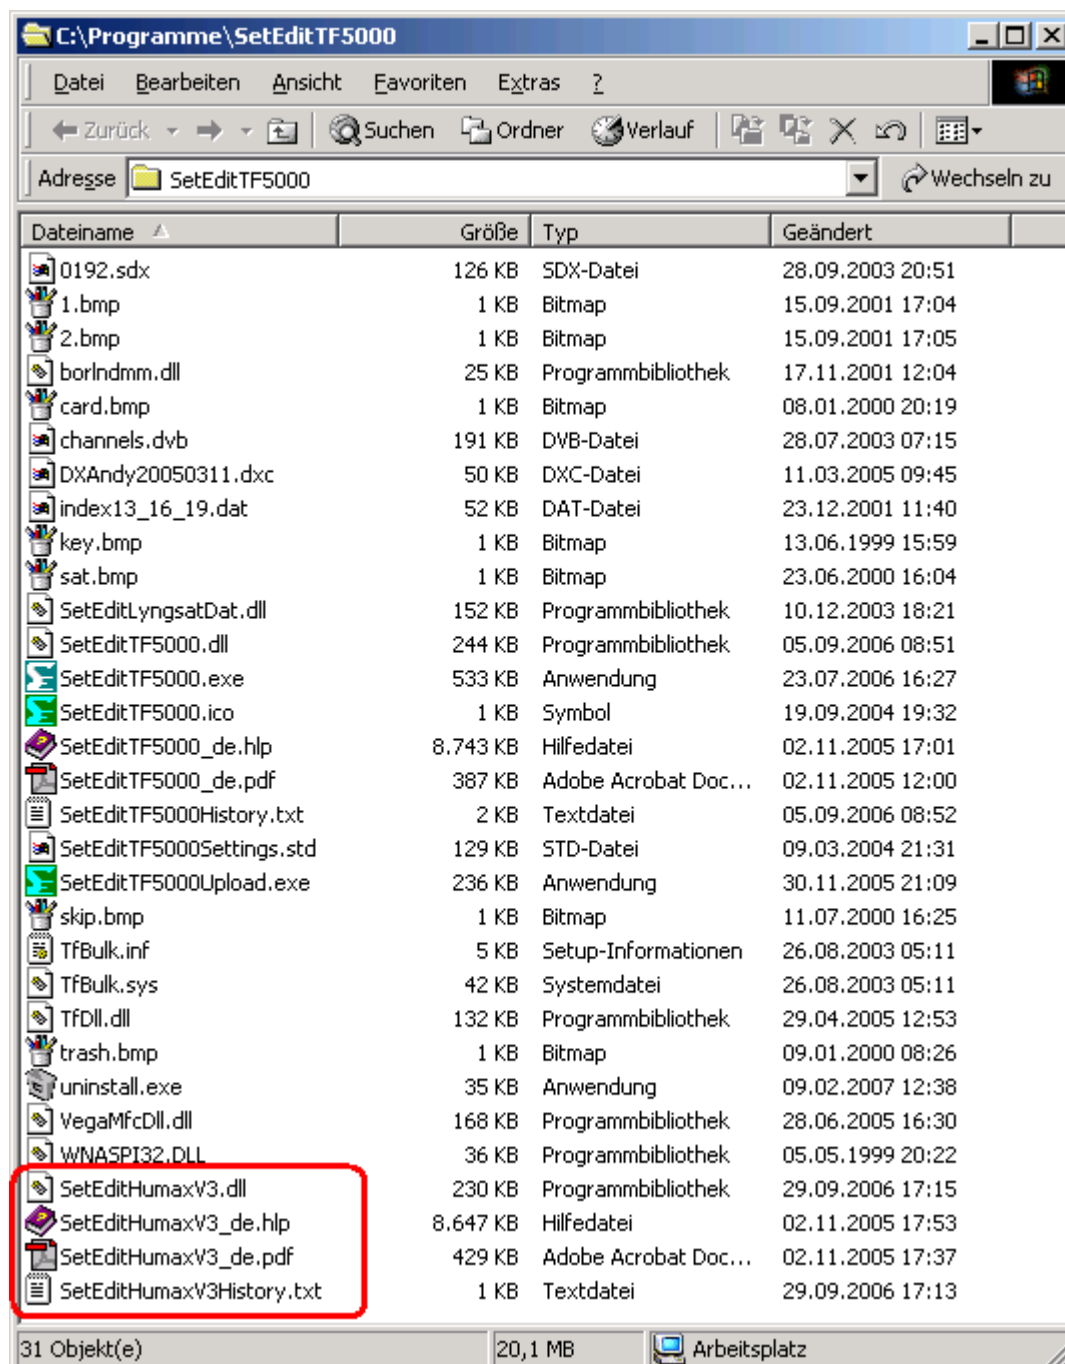 C:\Programme\SetEditTF5000
Datei Bearbeiten Ansicht Favoriten Extras ?
Zurück Suchen Ordner Verlauf
Adresse SetEditTF5000 Wechseln zu
Dateiname Größe Typ Geändert
0192.sdx 126 KB SDX-Datei 28.09.2003 20:51
1.bmp 1 KB Bitmap 15.09.2001 17:04
2.bmp 1 KB Bitmap 15.09.2001 17:05
borlndmm.dll 25 KB Programmbibliothek 17.11.2001 12:04
card.bmp 1 KB Bitmap 08.01.2000 20:19
channels.dvb 191 KB DVB-Datei 28.07.2003 07:15
DXAndy20050311.dxc 50 KB DXC-Datei 11.03.2005 09:45
index13_16_19.dat 52 KB DAT-Datei 23.12.2001 11:40
key.bmp 1 KB Bitmap 13.06.1999 15:59
sat.bmp 1 KB Bitmap 23.06.2000 16:04
SetEditLyngsatDat.dll 152 KB Programmbibliothek 10.12.2003 18:21
SetEditTF5000.dll 244 KB Programmbibliothek 05.09.2006 08:51
SetEditTF5000.exe 533 KB Anwendung 23.07.2006 16:27
SetEditTF5000.ico 1 KB Symbol 19.09.2004 19:32
SetEditTF5000_de.hlp 8.743 KB Hilfedatei 02.11.2005 17:01
SetEditTF5000_de.pdf 387 KB Adobe Acrobat Doc... 02.11.2005 12:00
SetEditTF5000History.txt 2 KB Textdatei 05.09.2006 08:52
SetEditTF5000Settings.std 129 KB STD-Datei 09.03.2004 21:31
SetEditTF5000Upload.exe 236 KB Anwendung 30.11.2005 21:09
skip.bmp 1 KB Bitmap 11.07.2000 16:25
TfBulk.inf 5 KB Setup-Informationen 26.08.2003 05:11
TfBulk.sys 42 KB Systemdatei 26.08.2003 05:11
TfDll.dll 132 KB Programmbibliothek 29.04.2005 12:53
trash.bmp 1 KB Bitmap 09.01.2000 08:26
uninstall.exe 35 KB Anwendung 09.02.2007 12:38
VegaMfcDll.dll 168 KB Programmbibliothek 28.06.2005 16:30
WNASPI32.DLL 36 KB Programmbibliothek 05.05.1999 20:22
SetEditHumaxV3.dll 230 KB Programmbibliothek 29.09.2006 17:15
SetEditHumaxV3_de.hlp 8.647 KB Hilfedatei 02.11.2005 17:53
SetEditHumaxV3_de.pdf 429 KB Adobe Acrobat Doc... 02.11.2005 17:37
SetEditHumaxV3History.txt 1 KB Textdatei 29.09.2006 17:13
31 Objekt(e) 20,1 MB Arbeitsplatz